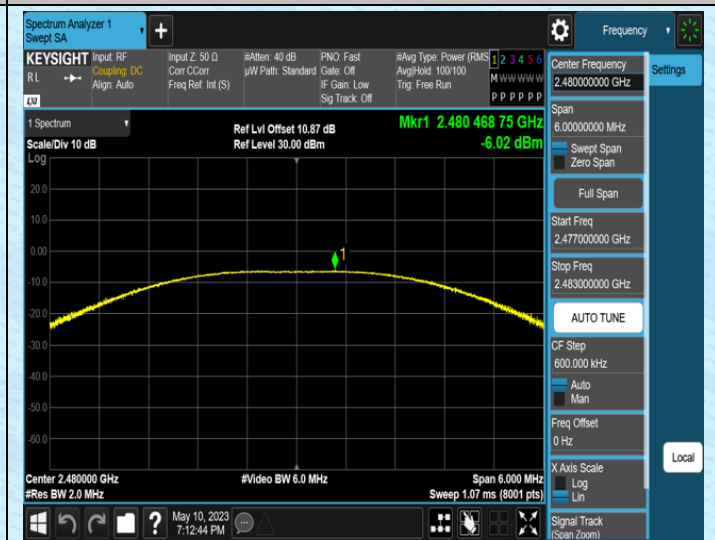 Spectrum Analyzer 1
Swept SA
Frequency
KEYSIGHT
RL
LXI
Input: RF
Coupling: DC
Align: Auto
Input Z: 50 Ω
Corr CCorr
Freq Ref: Int (S)
#Atten: 40 dB
µW Path: Standard
PNO: Fast
Gate: Off
IF Gain: Low
Sig Track: Off
#Avg Type: Power (RMS
Avg|Hold: 100/100
Trig: Free Run
1 2 3 4 5 6
M W W W W W
P P P P P P
1 Spectrum
Scale/Div 10 dB
Log
Ref Lvl Offset 10.87 dB
Ref Level 30.00 dBm
Mkr1 2.480 468 75 GHz
-6.02 dBm
20.0
10.0
0.00
-10.0
-20.0
-30.0
-40.0
-50.0
-60.0
1
Center 2.480000 GHz
#Res BW 2.0 MHz
#Video BW 6.0 MHz
Span 6.000 MHz
Sweep 1.07 ms (8001 pts)
Center Frequency
2.480000000 GHz
Settings
Span
6.00000000 MHz
Swept Span
Zero Span
Full Span
Start Freq
2.477000000 GHz
Stop Freq
2.483000000 GHz
AUTO TUNE
CF Step
600.000 kHz
Auto
Man
Freq Offset
0 Hz
X Axis Scale
Log
Lin
Signal Track
(Span Zoom)
Local
?
May 10, 2023
7:12:44 PM